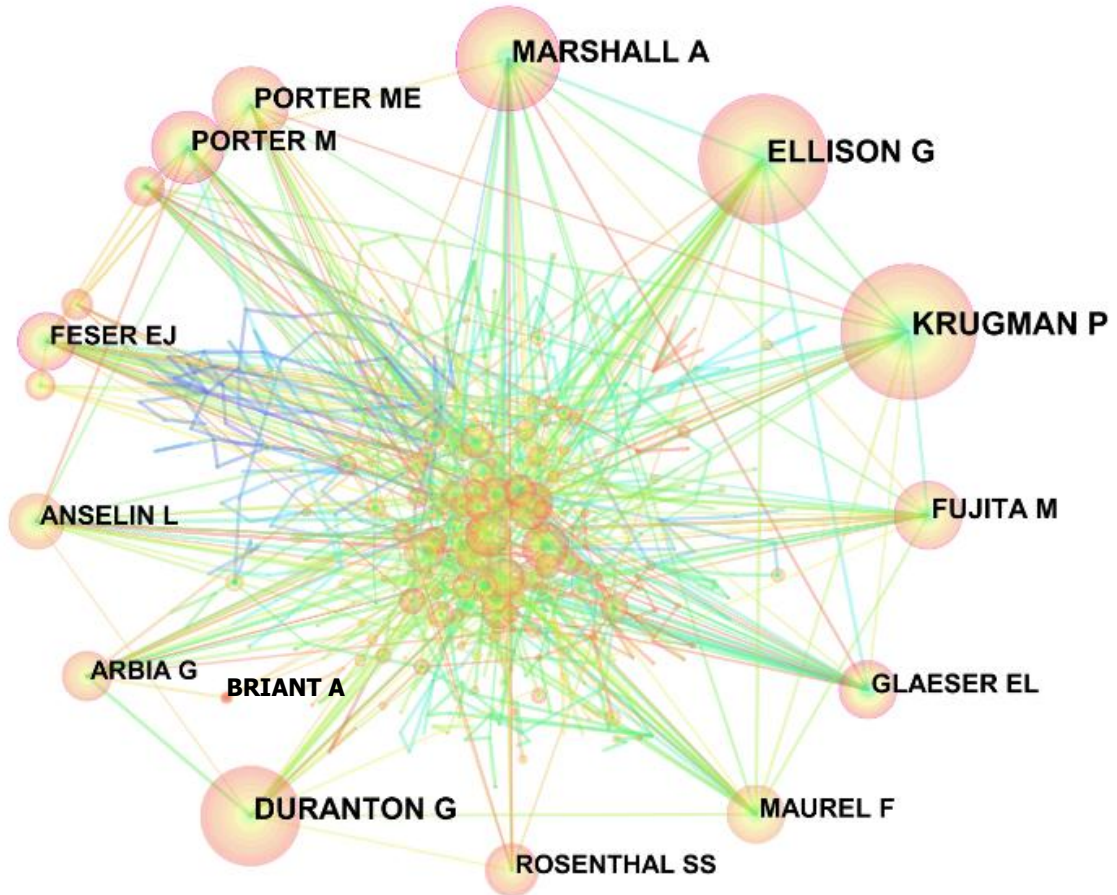 MARSHALL A
PORTER ME
PORTER M
ELLISON G
KRUGMAN P
FESER EJ
ANSELIN L
FUJITA M
ARBIA G
BRIANT A
GLAESER EL
DURANTON G
MAUREL F
ROSENTHAL SS